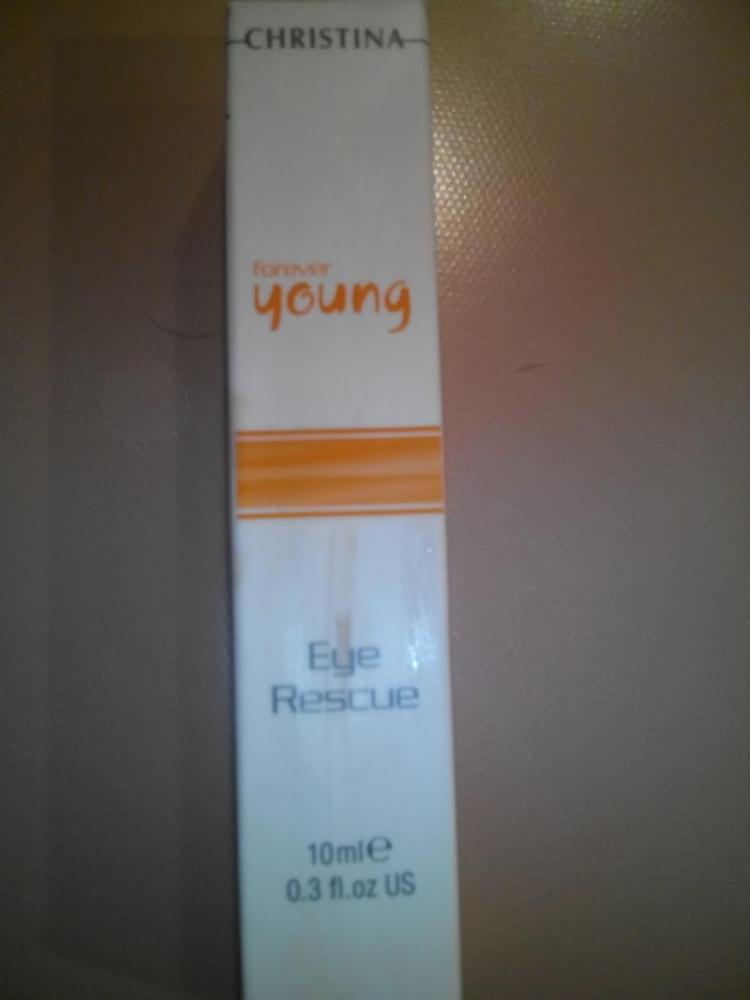 CHRISTINA
forever
young
Eye
Rescue
10ml℮
0.3 fl.oz US